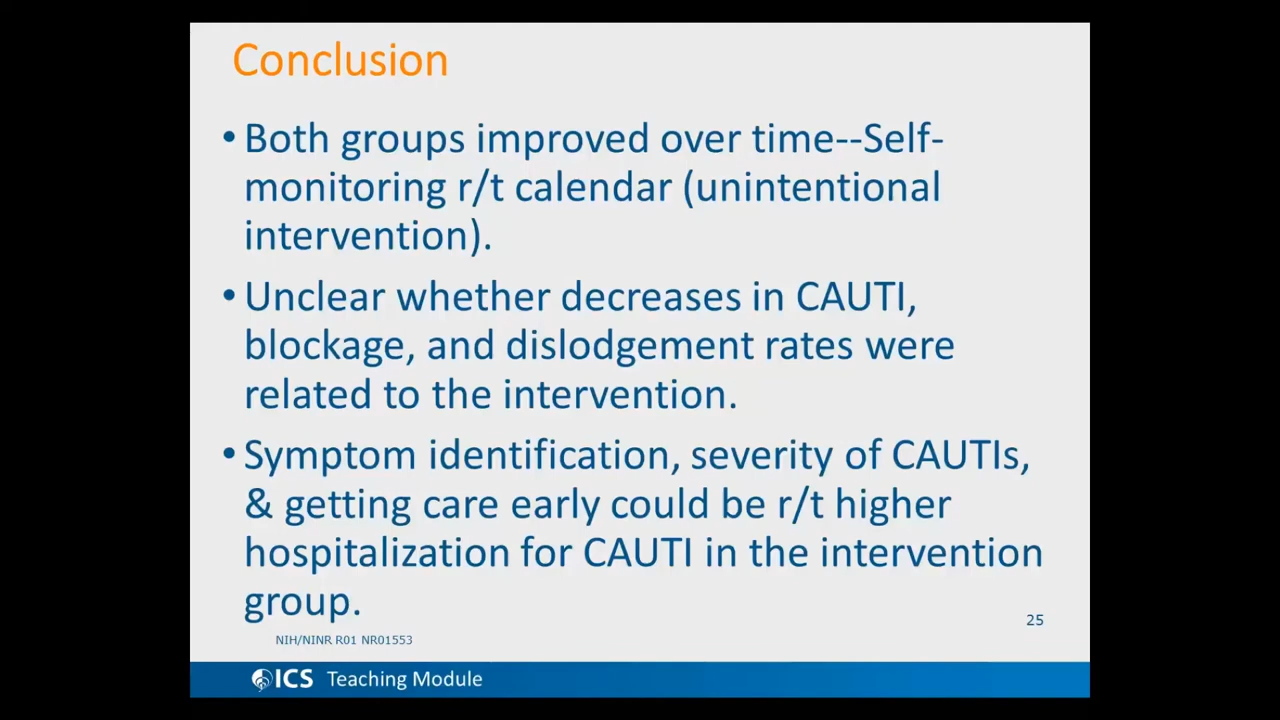 Conclusion
• Both groups improved over time--Self-
monitoring r/t calendar (unintentional
intervention).
• Unclear whether decreases in CAUTI,
blockage, and dislodgement rates were
related to the intervention.
• Symptom identification, severity of CAUTIs,
& getting care early could be r/t higher
hospitalization for CAUTI in the intervention
group.
25
NIH/NINR R01 NR01553
ICS Teaching Module